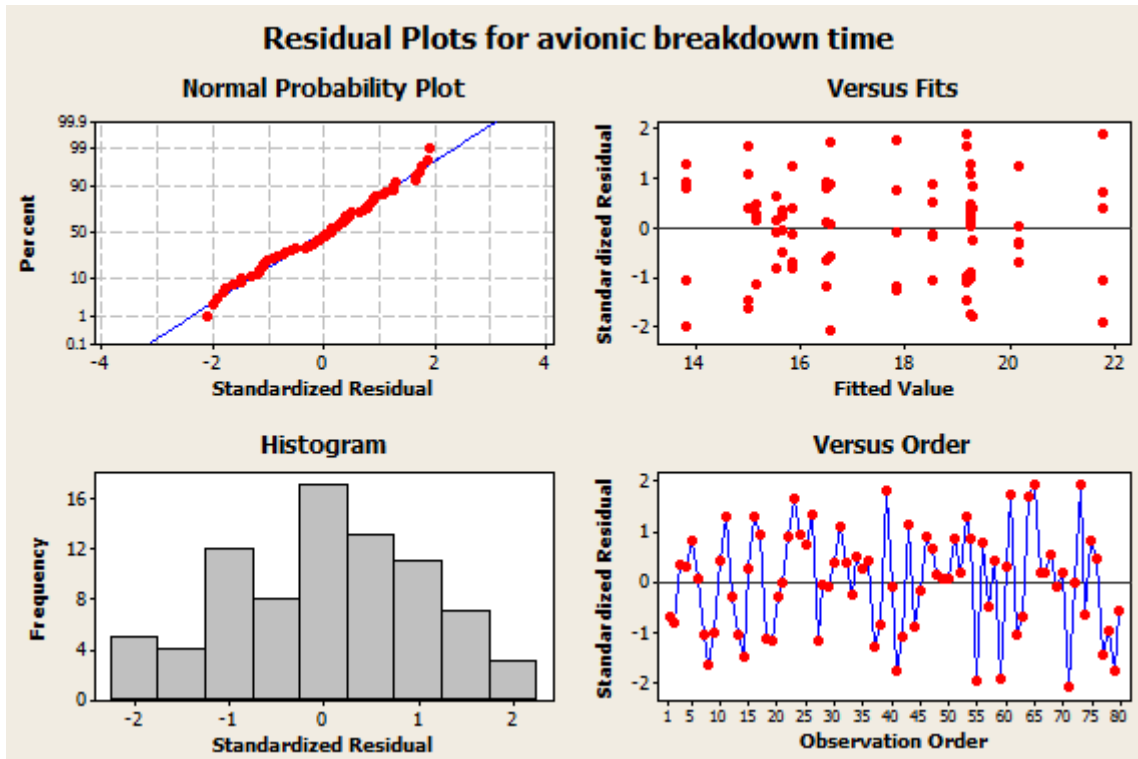 Residual Plots for avionic breakdown time
Normal Probability Plot
99.9
99
90
50
10
1
0.1
Percent
-4 -2 0 2 4
Standardized Residual
Versus Fits
2
1
0
-1
-2
Standardized Residual
14 16 18 20 22
Fitted Value
Histogram
16
12
8
4
0
Frequency
-2 -1 0 1 2
Standardized Residual
Versus Order
2
1
0
-1
-2
Standardized Residual
1 5 10 15 20 25 30 35 40 45 50 55 60 65 70 75 80
Observation Order